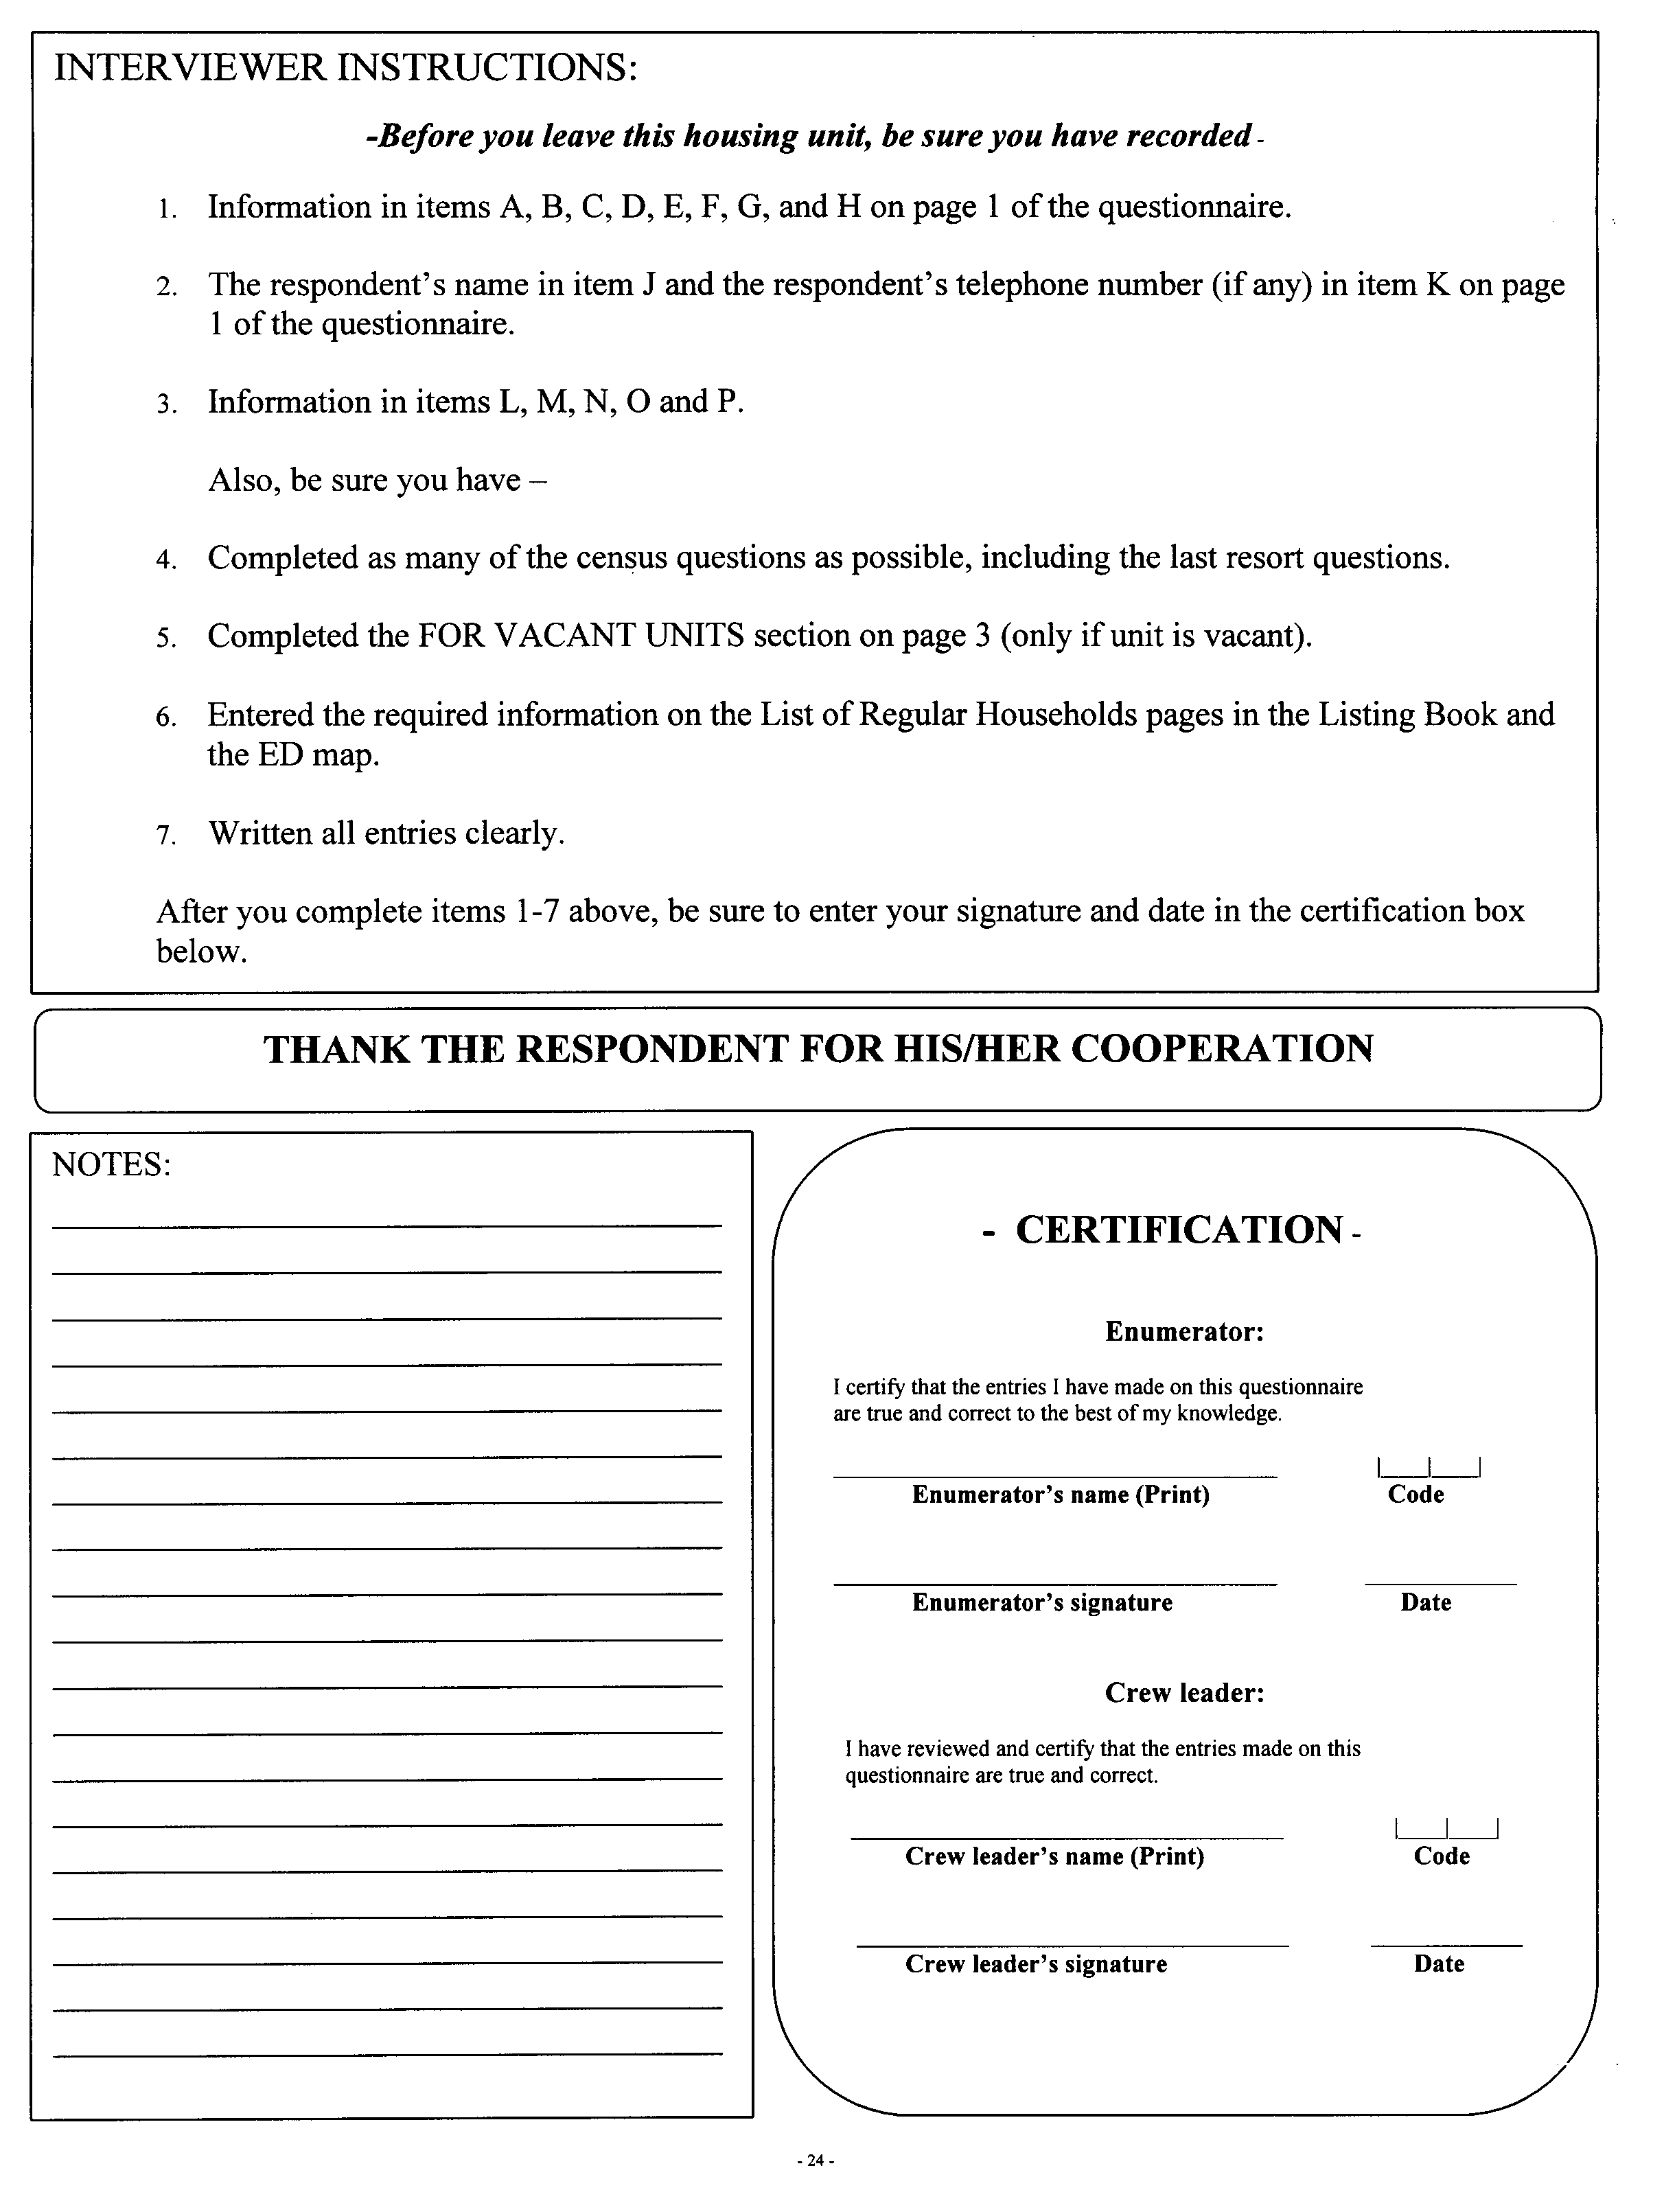 INTERVIEWER INSTRUCTIONS:
-Before you leave this housing unit, be sure you have recorded -
1. Information in items A, B, C, D, E, F, G, and H on page 1 of the questionnaire.
2. The respondent’s name in item J and the respondent’s telephone number (if any) in item K on page
1 of the questionnaire.
3. Information in items L, M, N, O and P.
Also, be sure you have –
4. Completed as many of the census questions as possible, including the last resort questions.
5. Completed the FOR VACANT UNITS section on page 3 (only if unit is vacant).
6. Entered the required information on the List of Regular Households pages in the Listing Book and
the ED map.
7. Written all entries clearly.
After you complete items 1-7 above, be sure to enter your signature and date in the certification box
below.
THANK THE RESPONDENT FOR HIS/HER COOPERATION
NOTES:
- CERTIFICATION -
Enumerator:
I certify that the entries I have made on this questionnaire
are true and correct to the best of my knowledge.
Enumerator’s name (Print) Code
Enumerator’s signature Date
Crew leader:
I have reviewed and certify that the entries made on this
questionnaire are true and correct.
Crew leader’s name (Print) Code
Crew leader’s signature Date
- 24 -